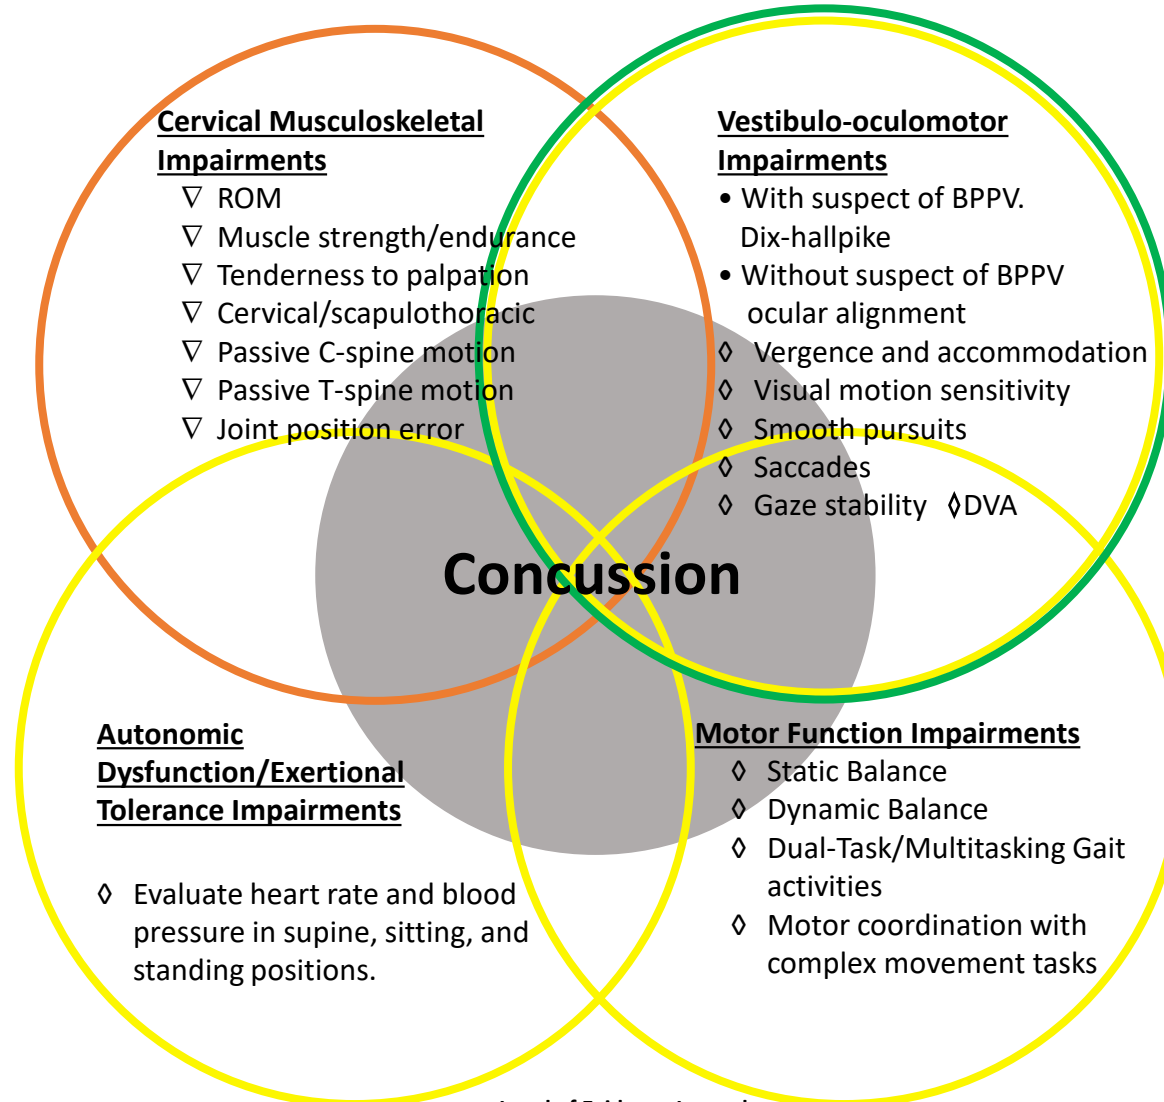 Cervical Musculoskeletal
Impairments
∇ ROM
∇ Muscle strength/endurance
∇ Tenderness to palpation
∇ Cervical/scapulothoracic
∇ Passive C-spine motion
∇ Passive T-spine motion
∇ Joint position error
Vestibulo-oculomotor
Impairments
• With suspect of BPPV.
Dix-hallpike
• Without suspect of BPPV
ocular alignment
◊ Vergence and accommodation
◊ Visual motion sensitivity
◊ Smooth pursuits
◊ Saccades
◊ Gaze stability ◊DVA
Concussion
Autonomic
Dysfunction/Exertional
Tolerance Impairments
◊ Evaluate heart rate and blood
pressure in supine, sitting, and
standing positions.
Motor Function Impairments
◊ Static Balance
◊ Dynamic Balance
◊ Dual-Task/Multitasking Gait
activities
◊ Motor coordination with
complex movement tasks